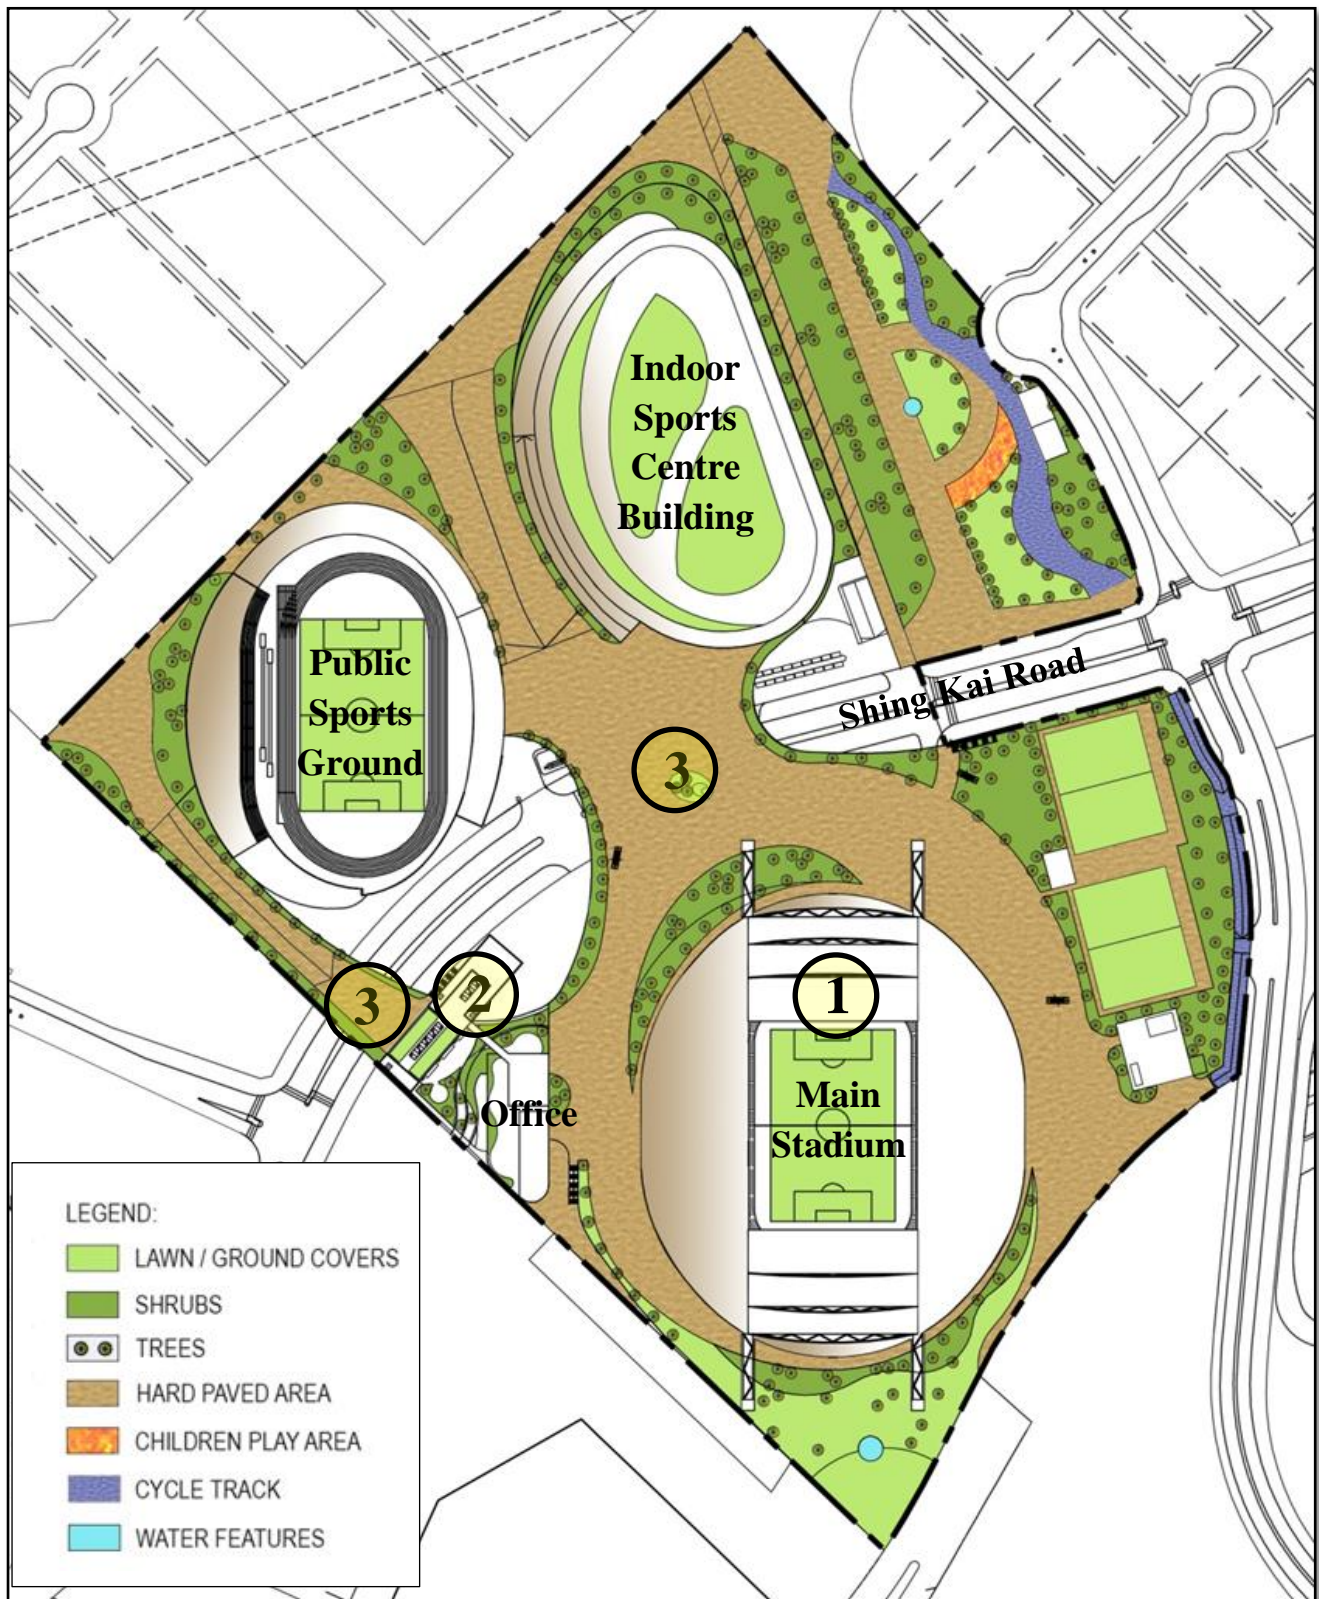 Indoor
Sports
Centre
Building
Public
Sports
Ground
Shing Kai Road
3
3
2
1
Office
Main
Stadium
LEGEND:
LAWN / GROUND COVERS
SHRUBS
TREES
HARD PAVED AREA
CHILDREN PLAY AREA
CYCLE TRACK
WATER FEATURES